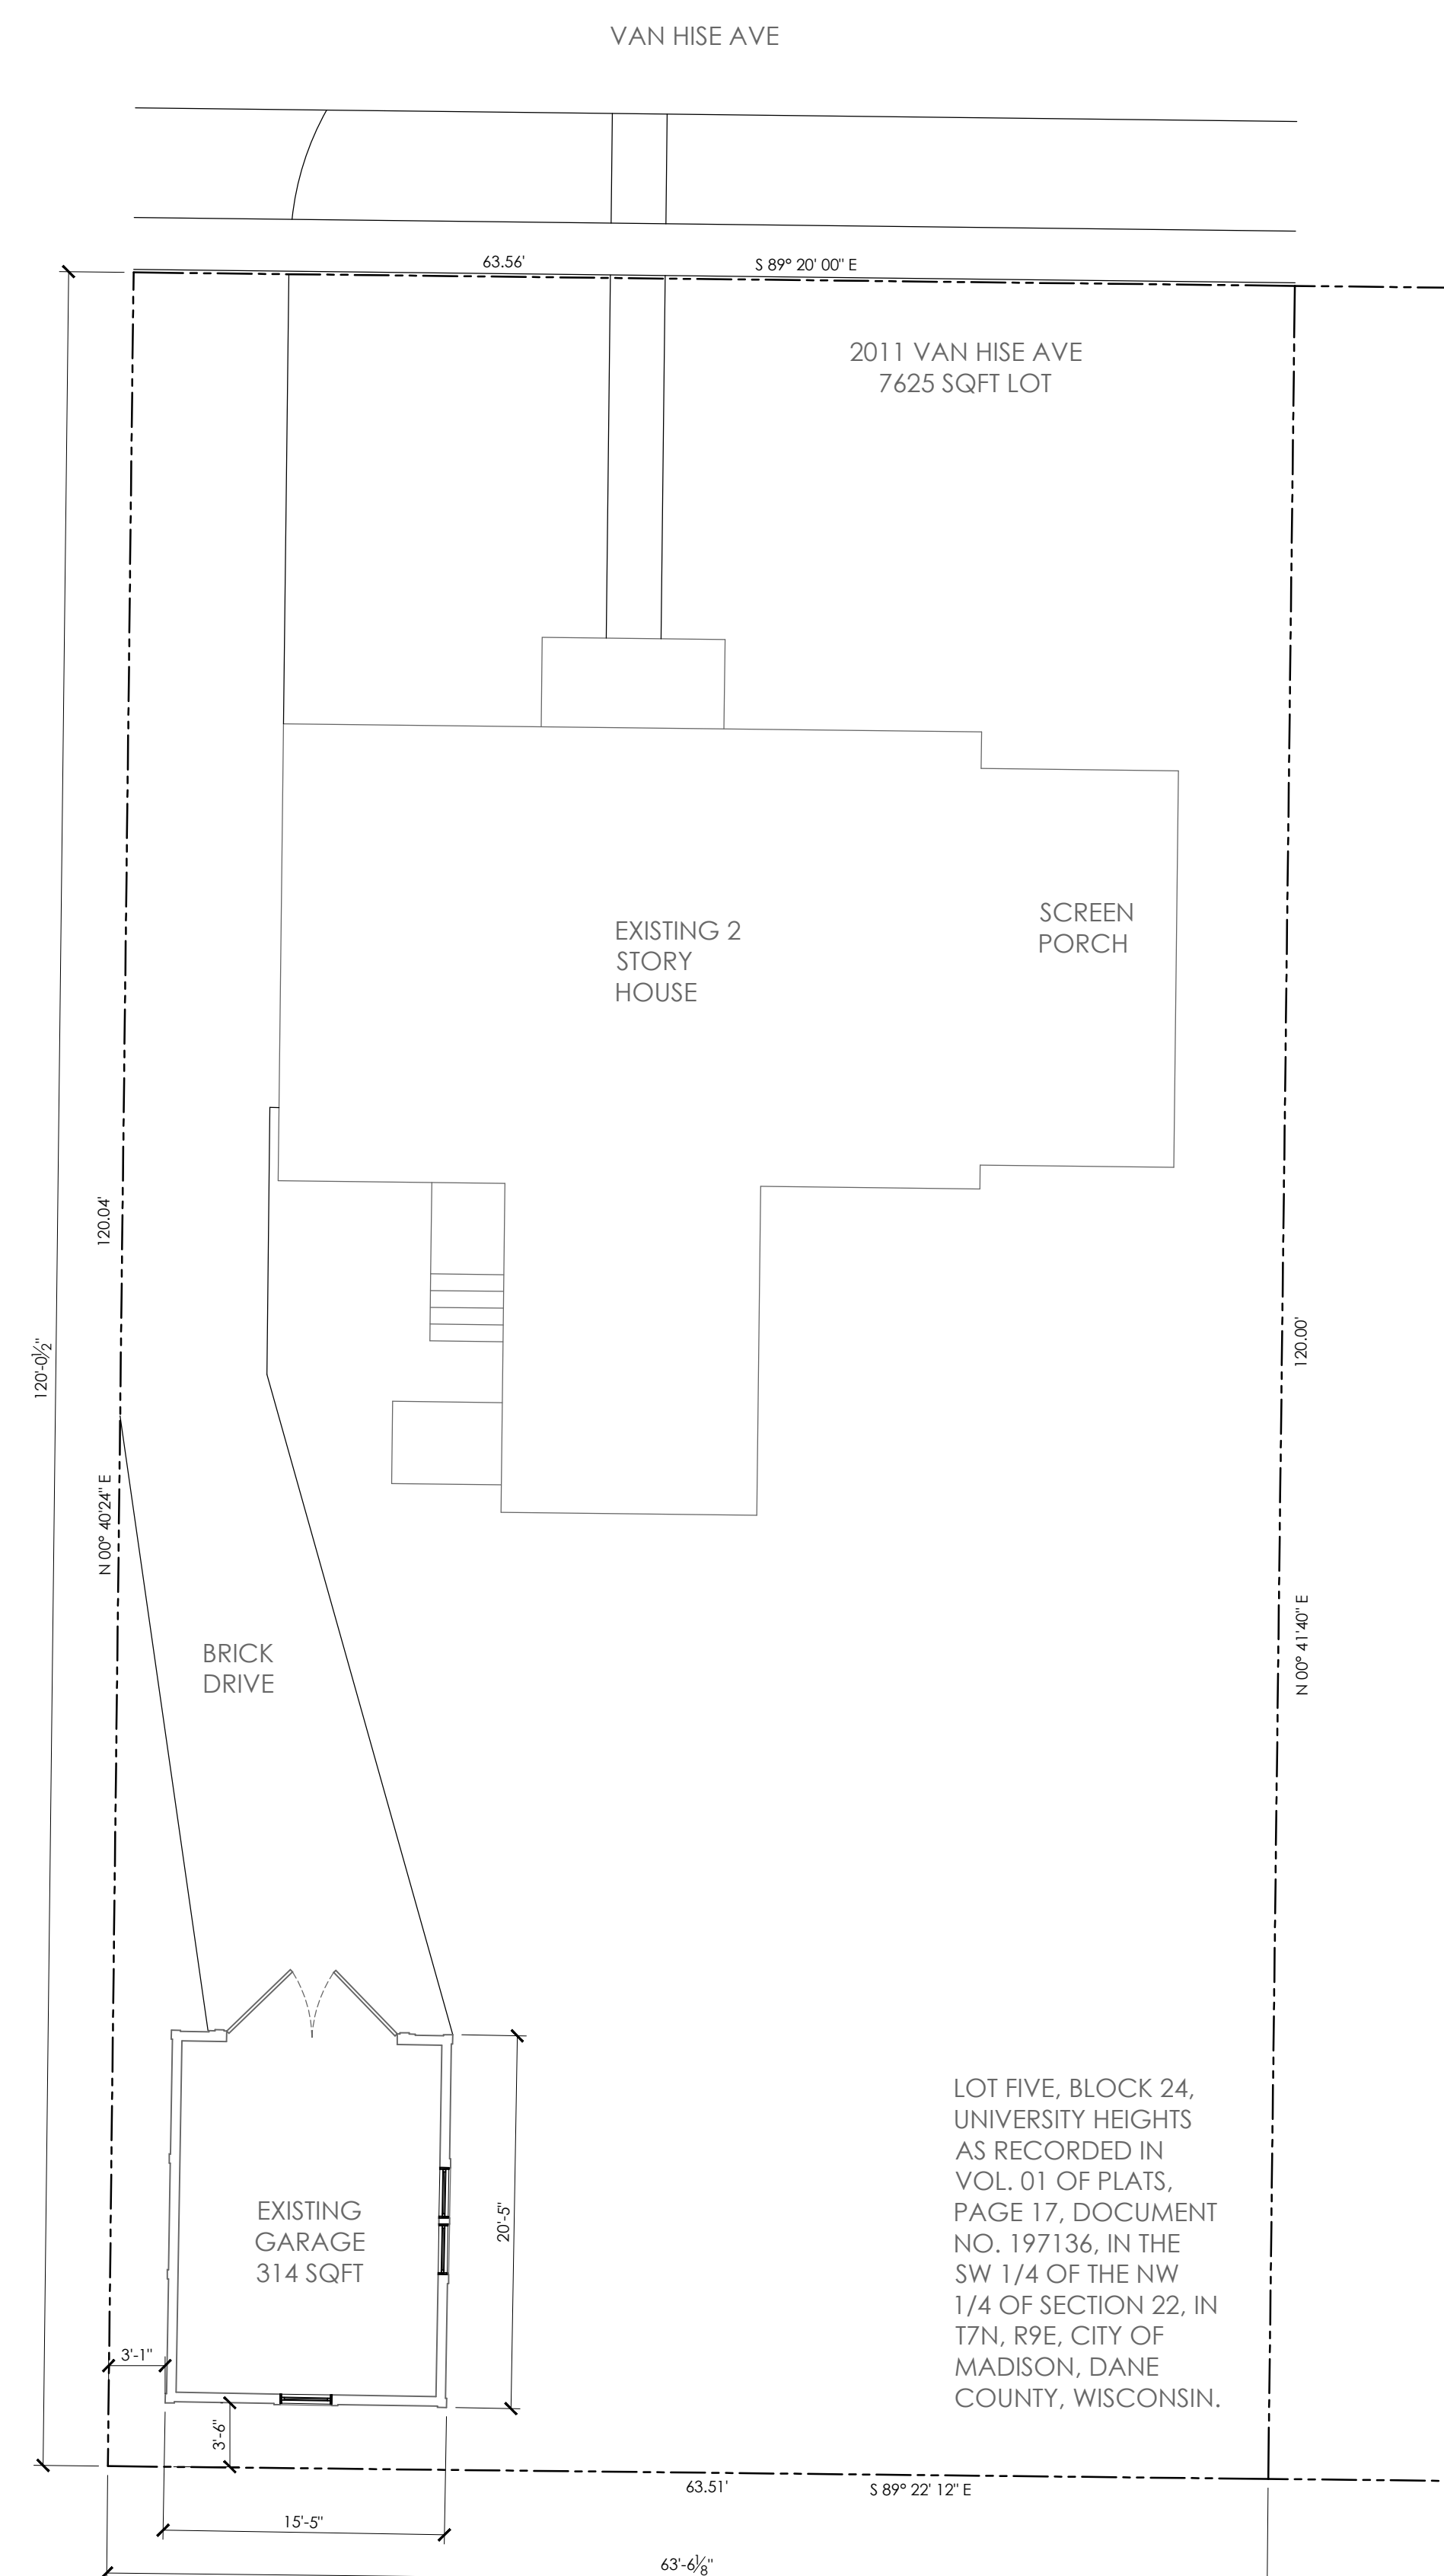 VAN HISE AVE
63.56'
S 89° 20' 00" E
2011 VAN HISE AVE
7625 SQFT LOT
EXISTING 2
STORY
HOUSE
SCREEN
PORCH
120.04'
120'-0½"
120.00'
N 00° 40'24" E
N 00° 41'40" E
BRICK
DRIVE
LOT FIVE, BLOCK 24,
UNIVERSITY HEIGHTS
AS RECORDED IN
VOL. 01 OF PLATS,
PAGE 17, DOCUMENT
NO. 197136, IN THE
SW 1/4 OF THE NW
1/4 OF SECTION 22, IN
T7N, R9E, CITY OF
MADISON, DANE
COUNTY, WISCONSIN.
EXISTING
GARAGE
314 SQFT
20'-5"
3'-1"
3'-6"
63.51'
S 89° 22' 12" E
15'-5"
63'-6⅛"